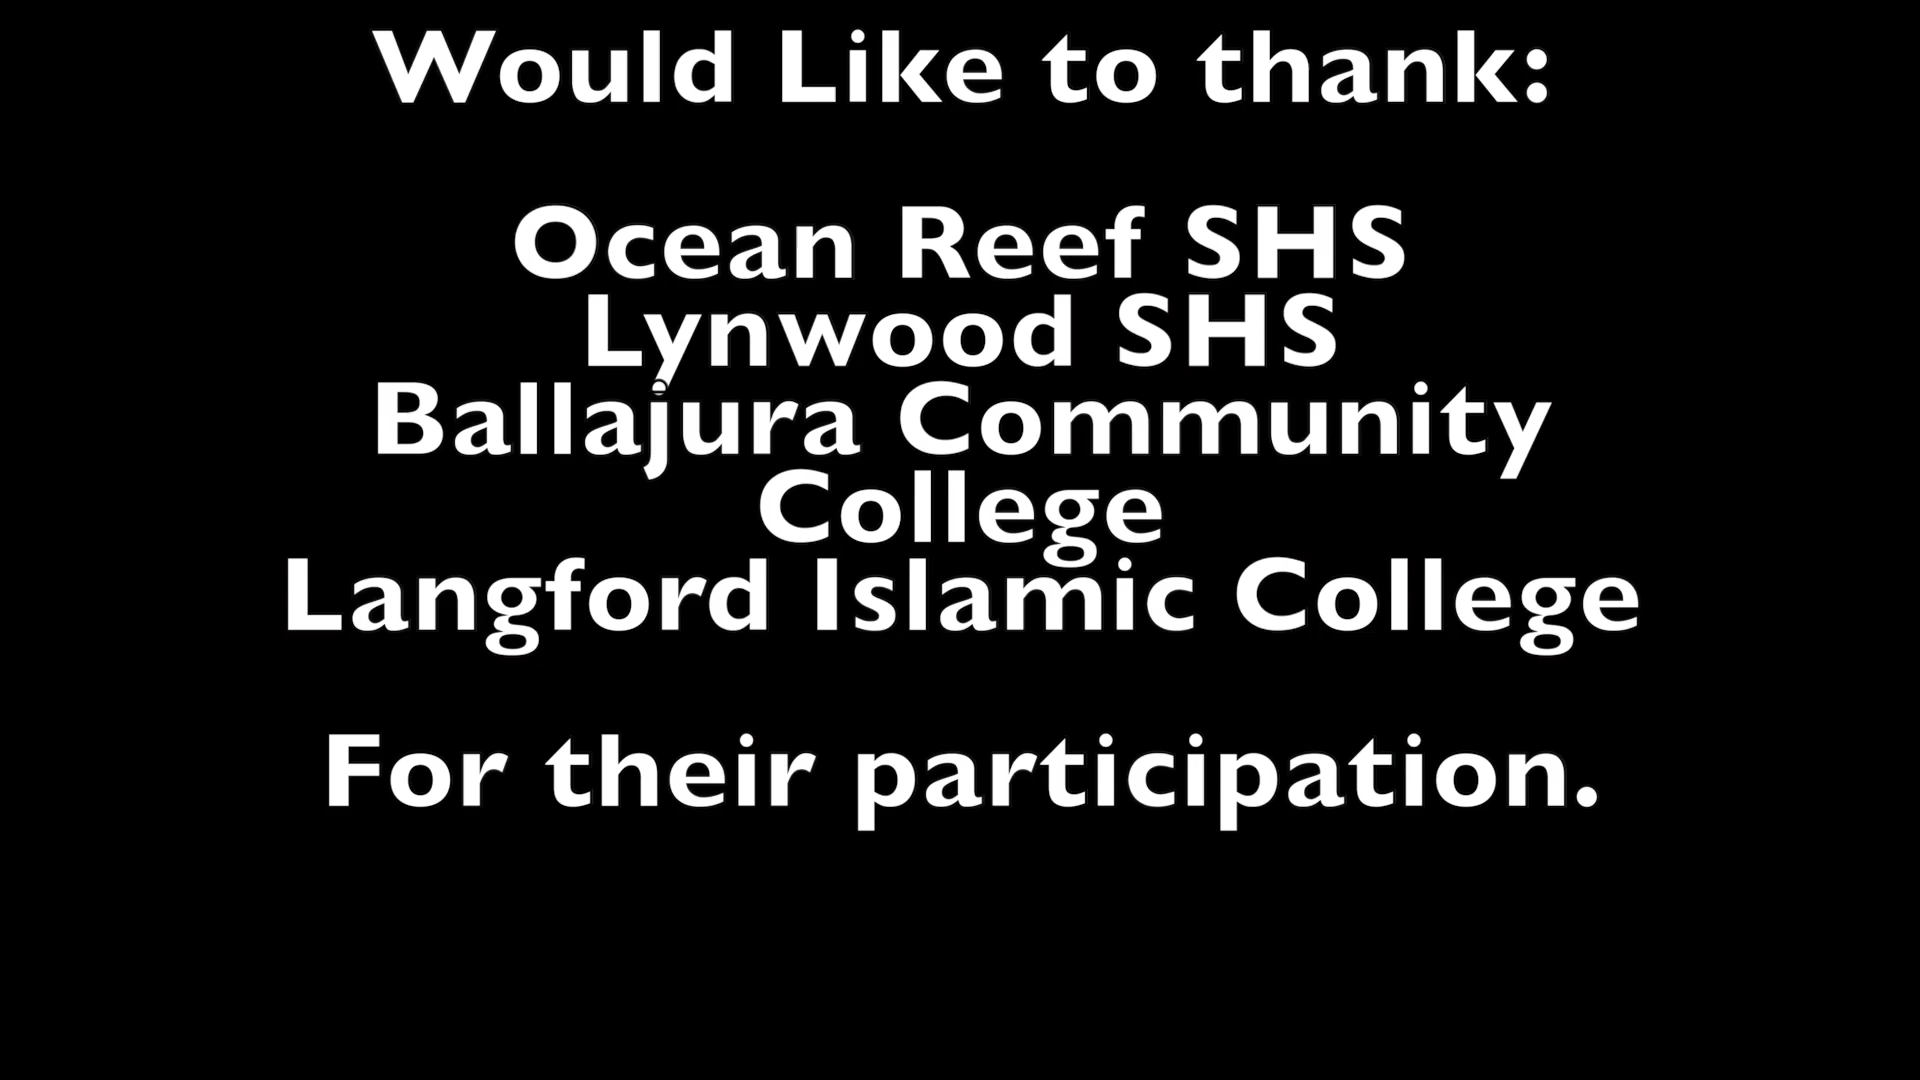 Would Like to thank:
Ocean Reef SHS
Lynwood SHS
Ballajura Community
College
Langford Islamic College
For their participation.